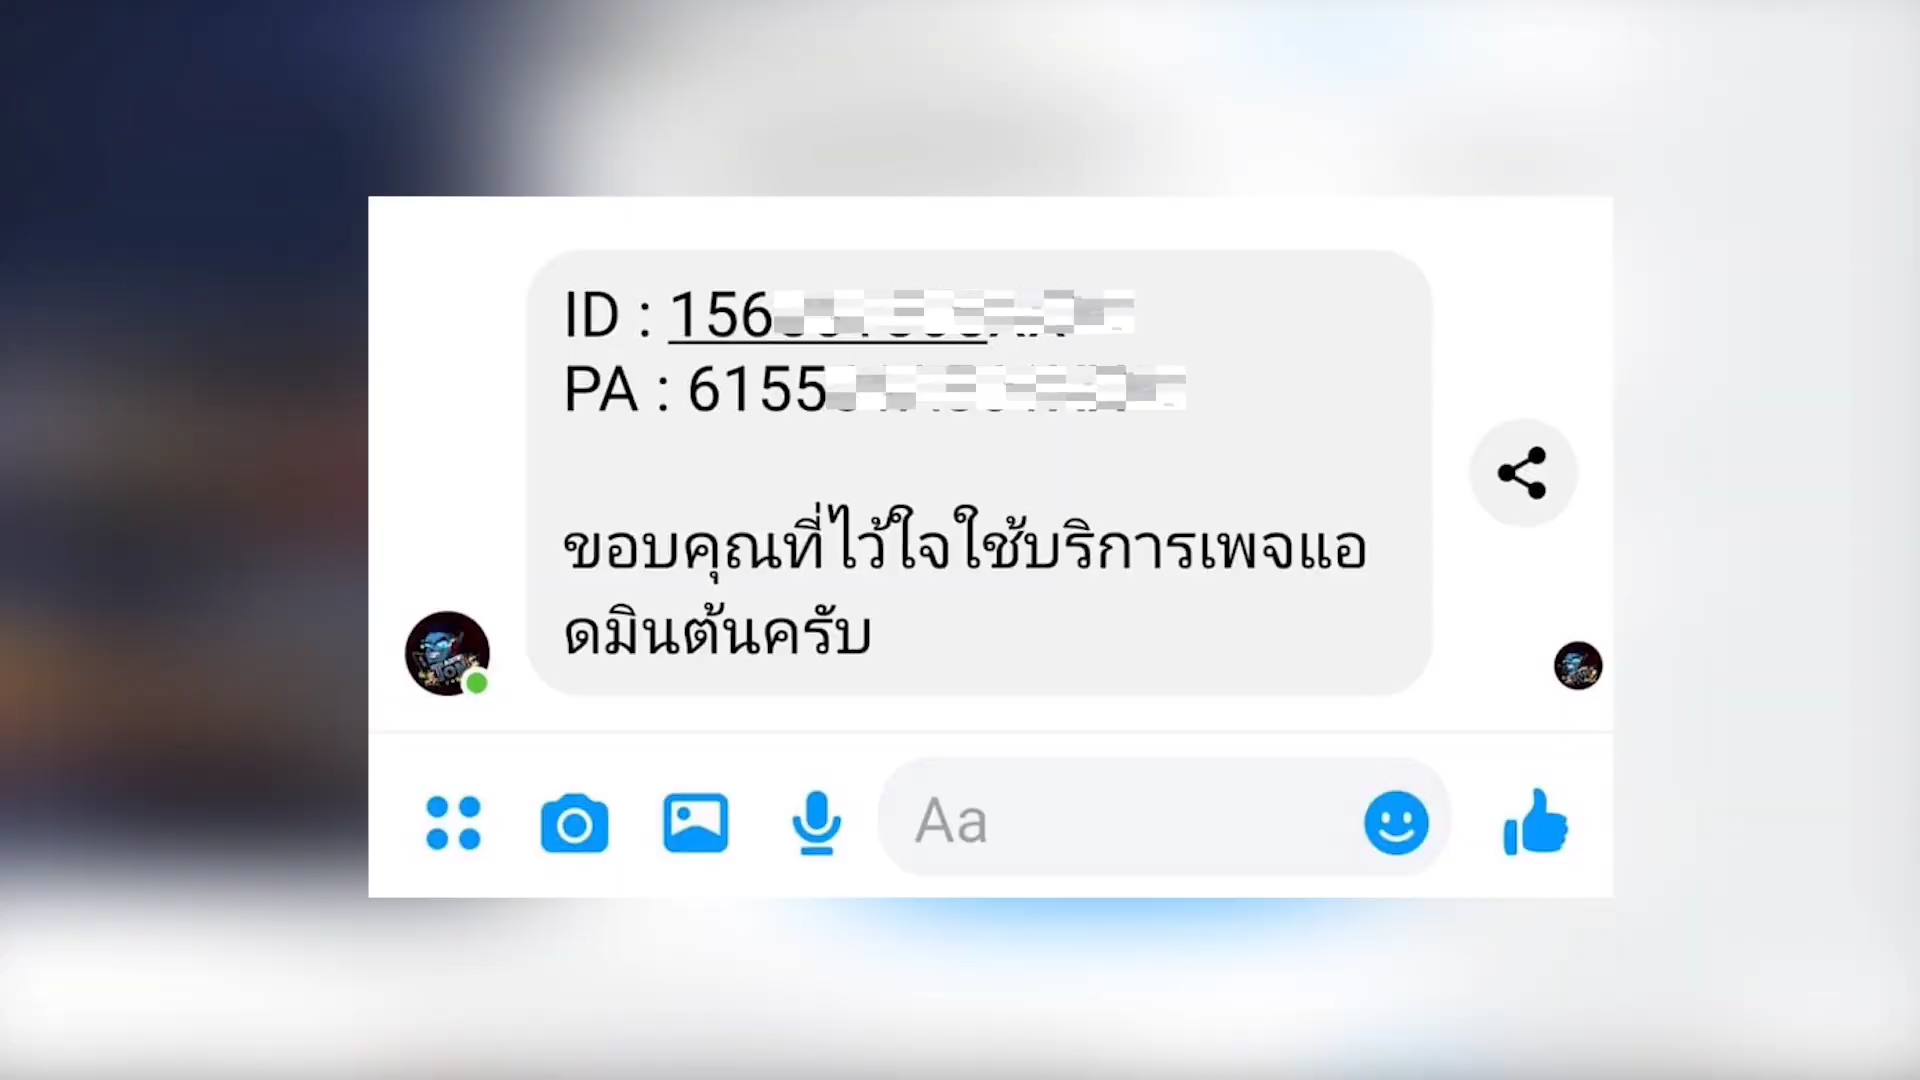 ID : 156
PA : 6155
ขอบคุณที่ไว้ใจใช้บริการเพจแอ
ดมินต้นครับ
Aa